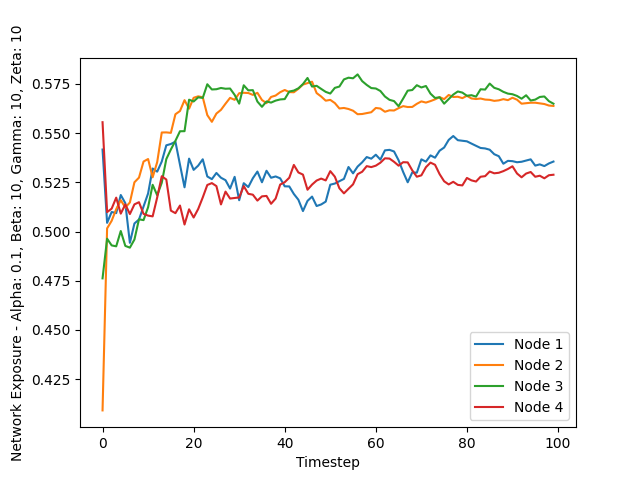 Network Exposure - Alpha: 0.1, Beta: 10, Gamma: 10, Zeta: 10
0.575
0.550
0.525
0.500
0.475
0.450
0.425
0 20 40 60 80 100
Timestep
Node 1
Node 2
Node 3
Node 4